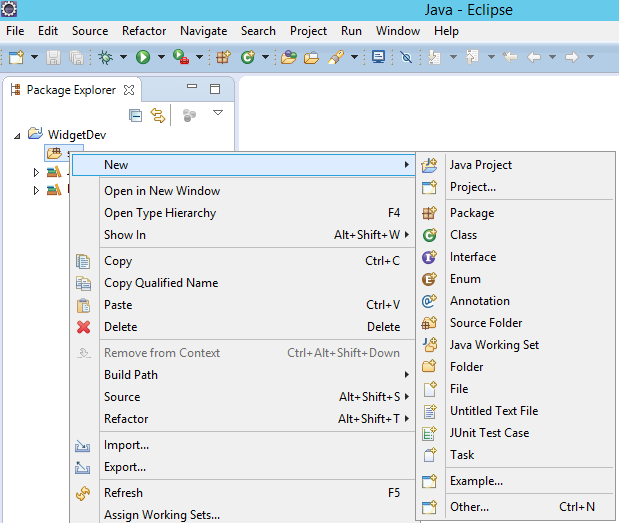 Java - Eclipse
File Edit Source Refactor Navigate Search Project Run Window Help
Package Explorer
WidgetDev
New
Open in New Window
Open Type Hierarchy F4
Show In Alt+Shift+W
Copy Ctrl+C
Copy Qualified Name
Paste Ctrl+V
Delete Delete
Remove from Context Ctrl+Alt+Shift+Down
Build Path
Source Alt+Shift+S
Refactor Alt+Shift+T
Import...
Export...
Refresh F5
Assign Working Sets...
Java Project
Project...
Package
Class
Interface
Enum
Annotation
Source Folder
Java Working Set
Folder
File
Untitled Text File
JUnit Test Case
Task
Example...
Other... Ctrl+N